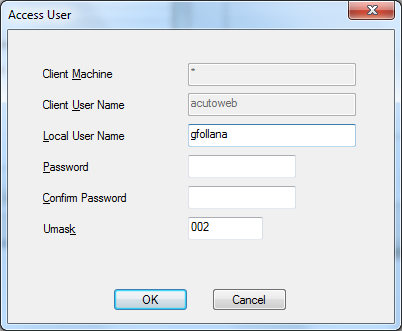 Access User
Client Machine *
Client User Name acutoweb
Local User Name gfollana
Password
Confirm Password
Umask 002
OK Cancel